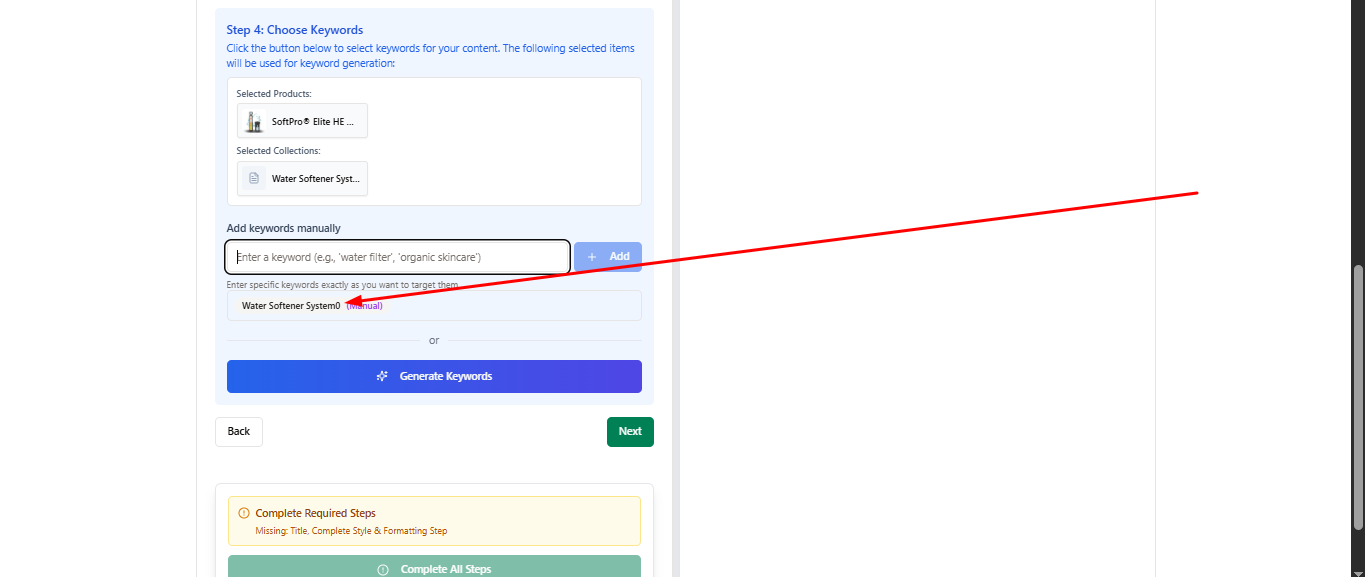 Step 4: Choose Keywords
Click the button below to select keywords for your content. The following selected items
will be used for keyword generation:
Selected Products:
SoftPro® Elite HE ...
Selected Collections:
Water Softener Syst...
Add keywords manually
Enter a keyword (e.g., 'water filter', 'organic skincare')
+ Add
Enter specific keywords exactly as you want to target them.
Water Softener System0 (Manual)
or
Generate Keywords
Back
Next
Complete Required Steps
Missing: Title, Complete Style & Formatting Step
Complete All Steps